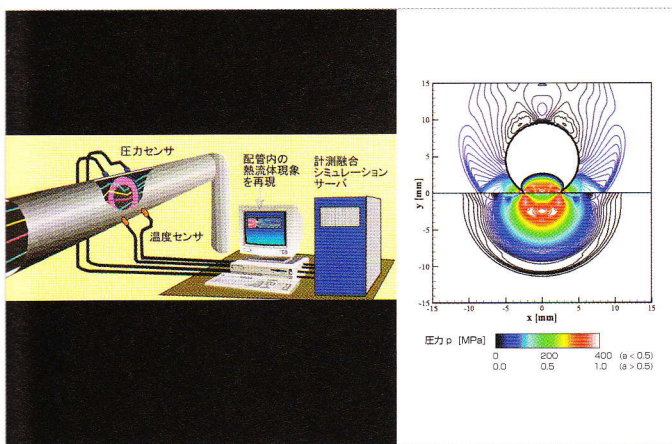 圧力センサ
温度センサ
配管内の
熱流体現象
を再現
計測融合
シミュレーション
サーバ
15
10
5
0
-5
-10
-15
y [mm]
-15 -10 -5 0 5 10 15
x [mm]
圧力 p [MPa]
0 200 400 (a < 0.5)
0.0 0.5 1.0 (a > 0.5)